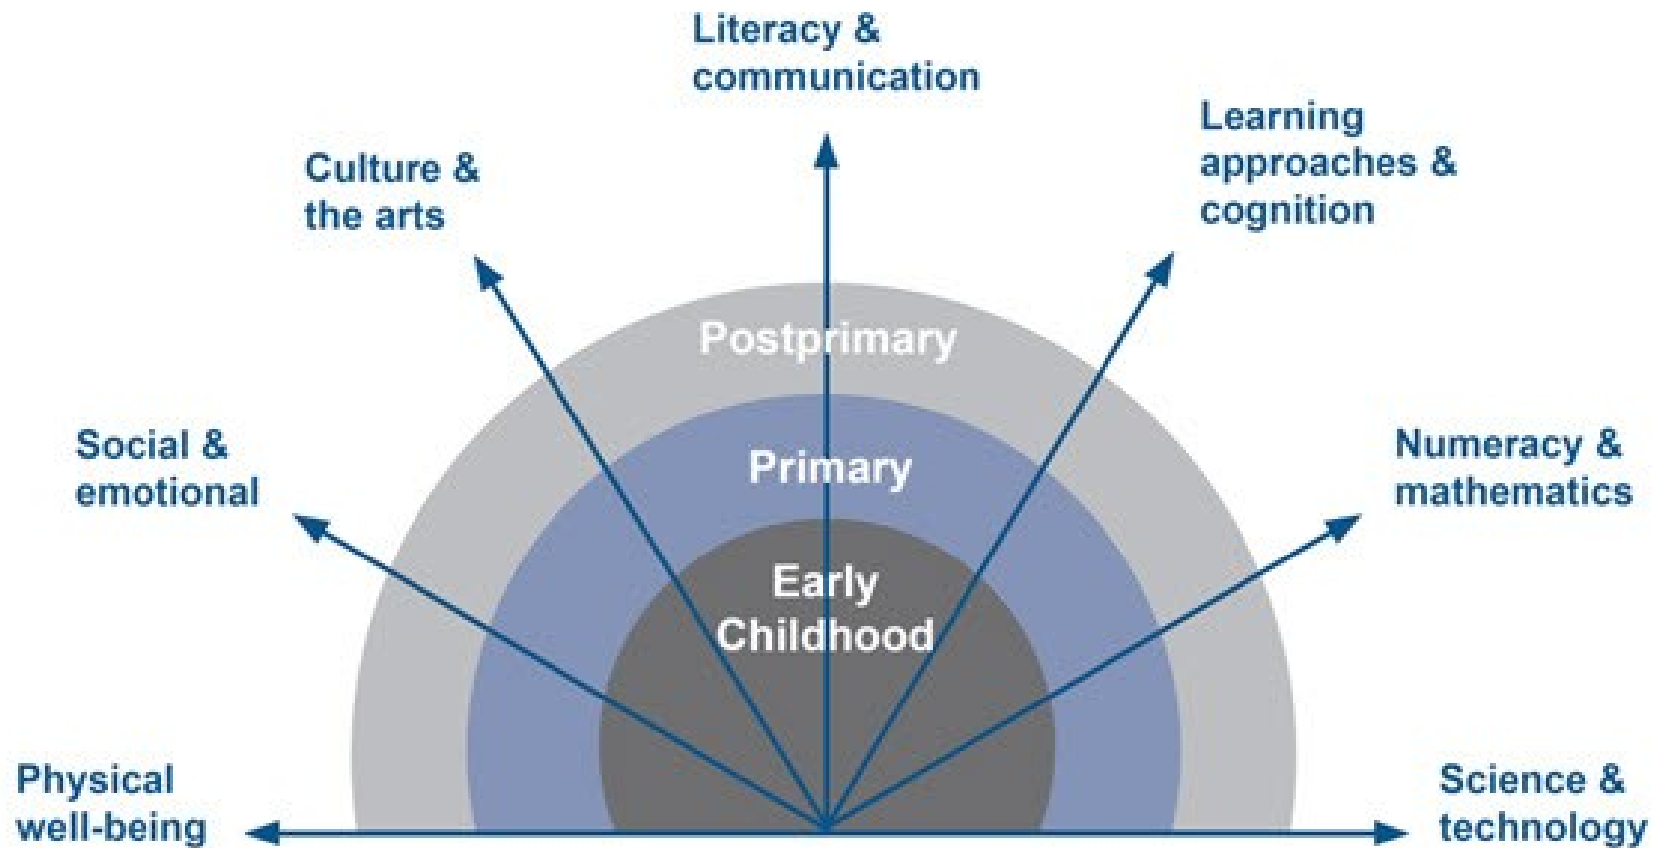 Literacy &
communication
Learning
approaches &
cognition
Culture &
the arts
Postprimary
Social &
emotional
Primary
Numeracy &
mathematics
Early
Childhood
Physical
well-being
Science &
technology